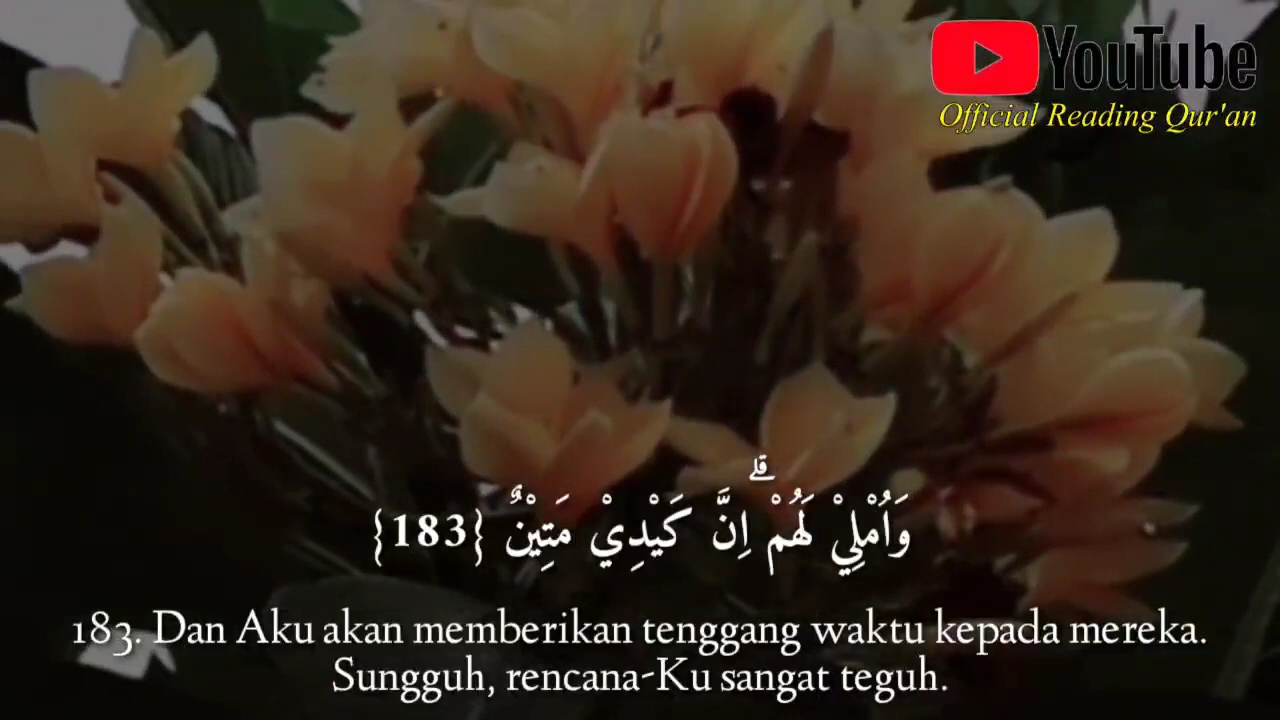 YouTube
Official Reading Qur'an
وَاُمْلِيْ لَهُمْ ۗ اِنَّ كَيْدِيْ مَتِيْنٌ {183}
183. Dan Aku akan memberikan tenggang waktu kepada mereka.
Sungguh, rencana-Ku sangat teguh.